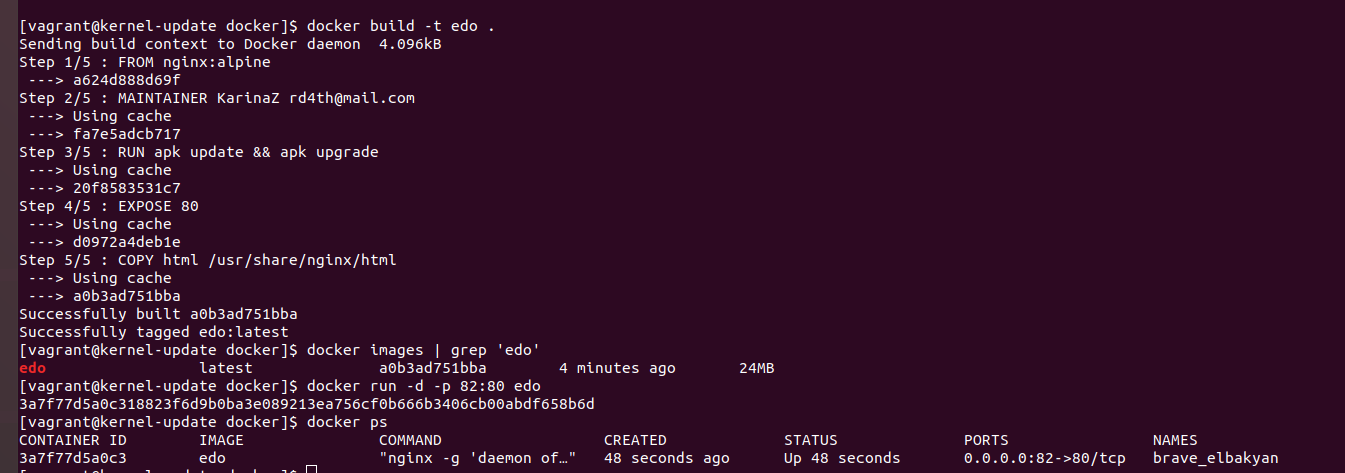 [vagrant@kernel-update docker]$ docker build -t edo .
Sending build context to Docker daemon  4.096kB
Step 1/5 : FROM nginx:alpine
 ---> a624d888d69f
Step 2/5 : MAINTAINER KarinaZ rd4th@mail.com
 ---> Using cache
 ---> fa7e5adcb717
Step 3/5 : RUN apk update && apk upgrade
 ---> Using cache
 ---> 20f8583531c7
Step 4/5 : EXPOSE 80
 ---> Using cache
 ---> d0972a4deb1e
Step 5/5 : COPY html /usr/share/nginx/html
 ---> Using cache
 ---> a0b3ad751bba
Successfully built a0b3ad751bba
Successfully tagged edo:latest
[vagrant@kernel-update docker]$ docker images | grep 'edo'
edo                 latest              a0b3ad751bba        4 minutes ago       24MB
[vagrant@kernel-update docker]$ docker run -d -p 82:80 edo
3a7f77d5a0c318823f6d9b0ba3e089213ea756cf0b666b3406cb00abdf658b6d
[vagrant@kernel-update docker]$ docker ps
CONTAINER ID        IMAGE               COMMAND                  CREATED             STATUS              PORTS                NAMES
3a7f77d5a0c3        edo                 "nginx -g 'daemon of…"   48 seconds ago      Up 48 seconds       0.0.0.0:82->80/tcp   brave_elbakyan
[vagrant@kernel-update docker]$